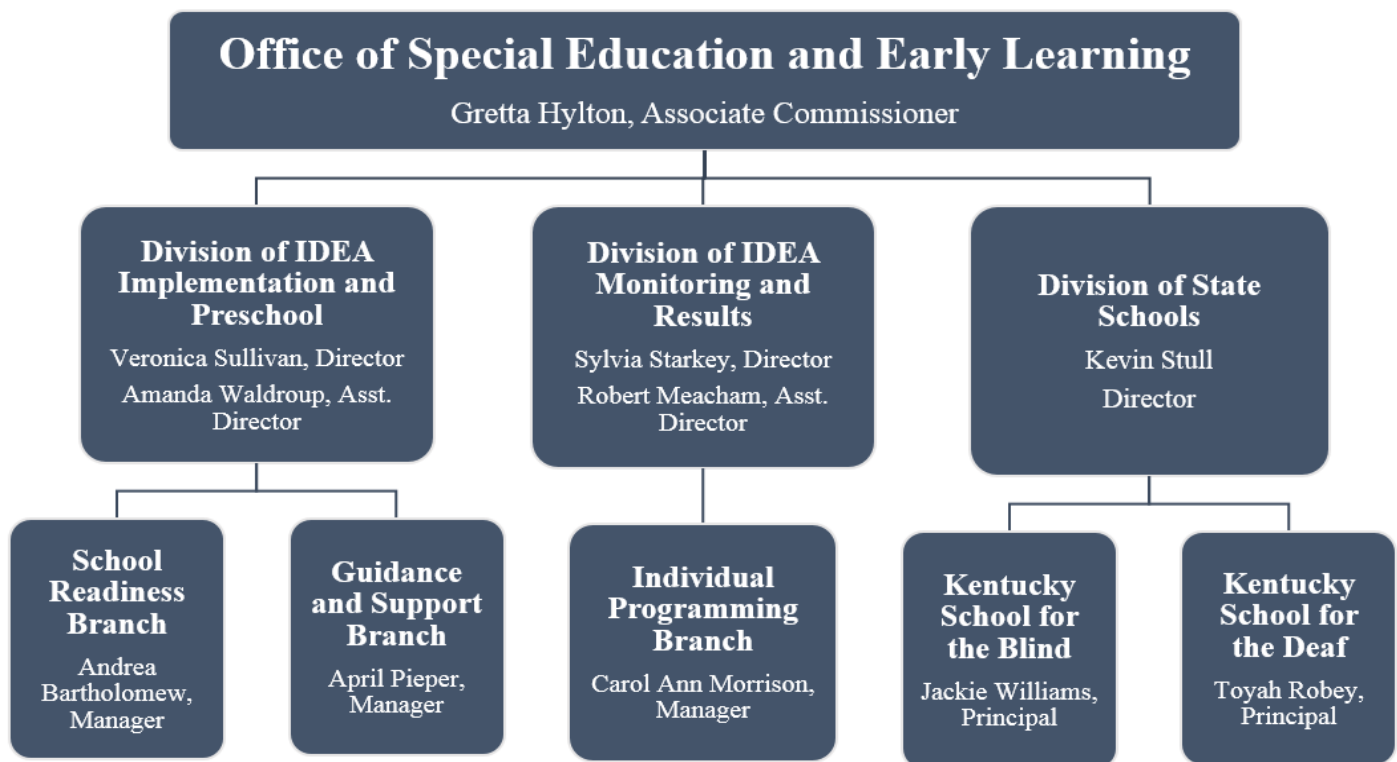 Office of Special Education and Early Learning
Gretta Hylton, Associate Commissioner
Division of IDEA
Implementation and
Preschool
Veronica Sullivan, Director
Amanda Waldroup, Asst.
Director
Division of IDEA
Monitoring and
Results
Sylvia Starkey, Director
Robert Meacham, Asst.
Director
Division of State
Schools
Kevin Stull
Director
School
Readiness
Branch
Andrea
Bartholomew,
Manager
Guidance
and Support
Branch
April Pieper,
Manager
Individual
Programming
Branch
Carol Ann Morrison,
Manager
Kentucky
School for
the Blind
Jackie Williams,
Principal
Kentucky
School for
the Deaf
Toyah Robey,
Principal